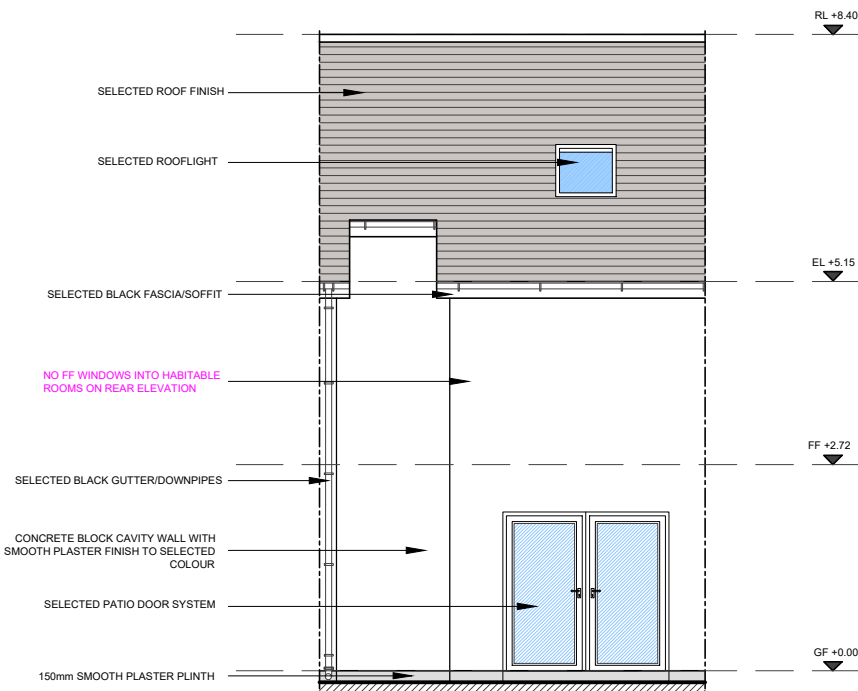 RL +8.40
SELECTED ROOF FINISH
SELECTED ROOFLIGHT
EL +5.15
SELECTED BLACK FASCIA/SOFFIT
NO FF WINDOWS INTO HABITABLE
ROOMS ON REAR ELEVATION
FF +2.72
SELECTED BLACK GUTTER/DOWNPIPES
CONCRETE BLOCK CAVITY WALL WITH
SMOOTH PLASTER FINISH TO SELECTED
COLOUR
SELECTED PATIO DOOR SYSTEM
GF +0.00
150mm SMOOTH PLASTER PLINTH